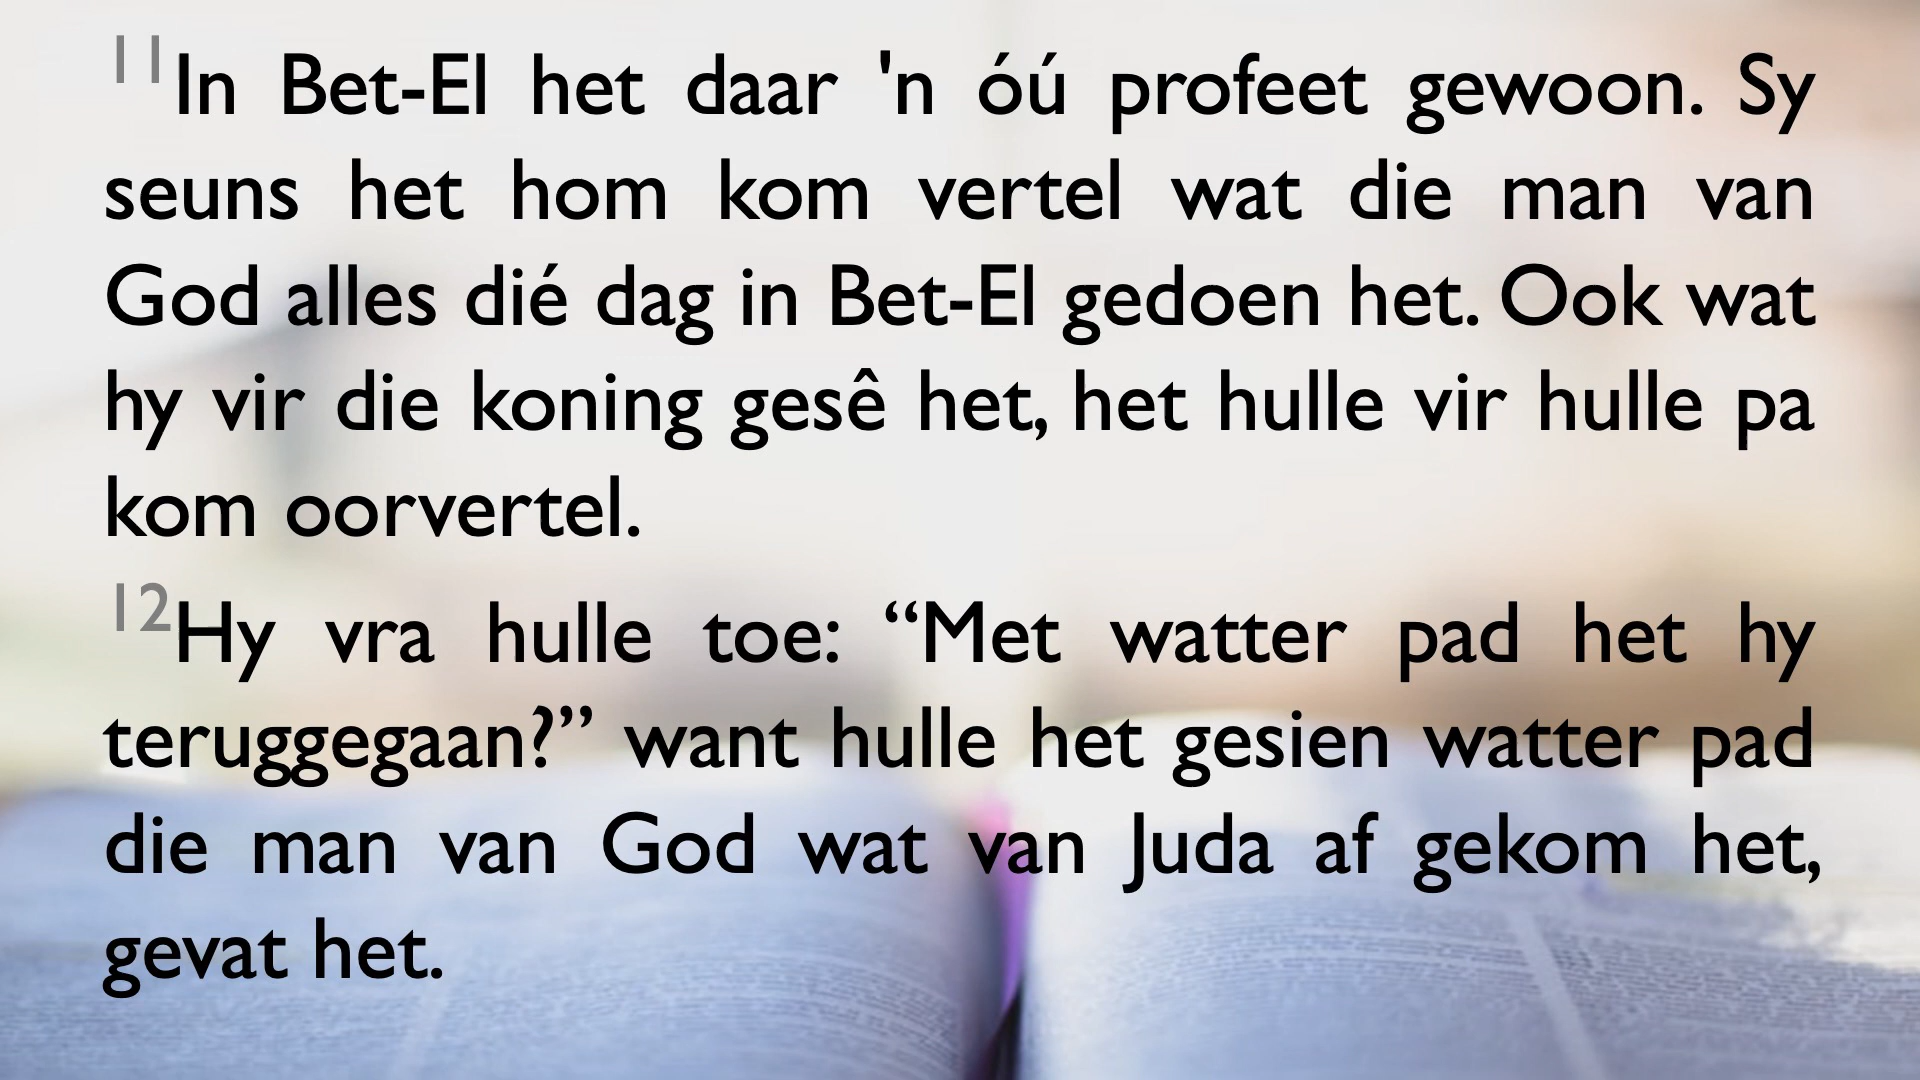 11In Bet-El het daar 'n óú profeet gewoon. Sy
seuns het hom kom vertel wat die man van
God alles dié dag in Bet-El gedoen het. Ook wat
hy vir die koning gesê het, het hulle vir hulle pa
kom oorvertel.
12Hy vra hulle toe: “Met watter pad het hy
teruggegaan?” want hulle het gesien watter pad
die man van God wat van Juda af gekom het,
gevat het.